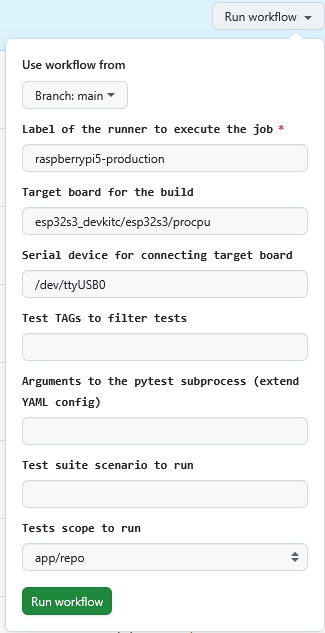 Run workflow
Use workflow from
Branch: main
Label of the runner to execute the job *
raspberrypi5-production
Target board for the build
esp32s3_devkitc/esp32s3/procpu
Serial device for connecting target board
/dev/ttyUSB0
Test TAGs to filter tests
Arguments to the pytest subprocess (extend
YAML config)
Test suite scenario to run
Tests scope to run
app/repo
Run workflow